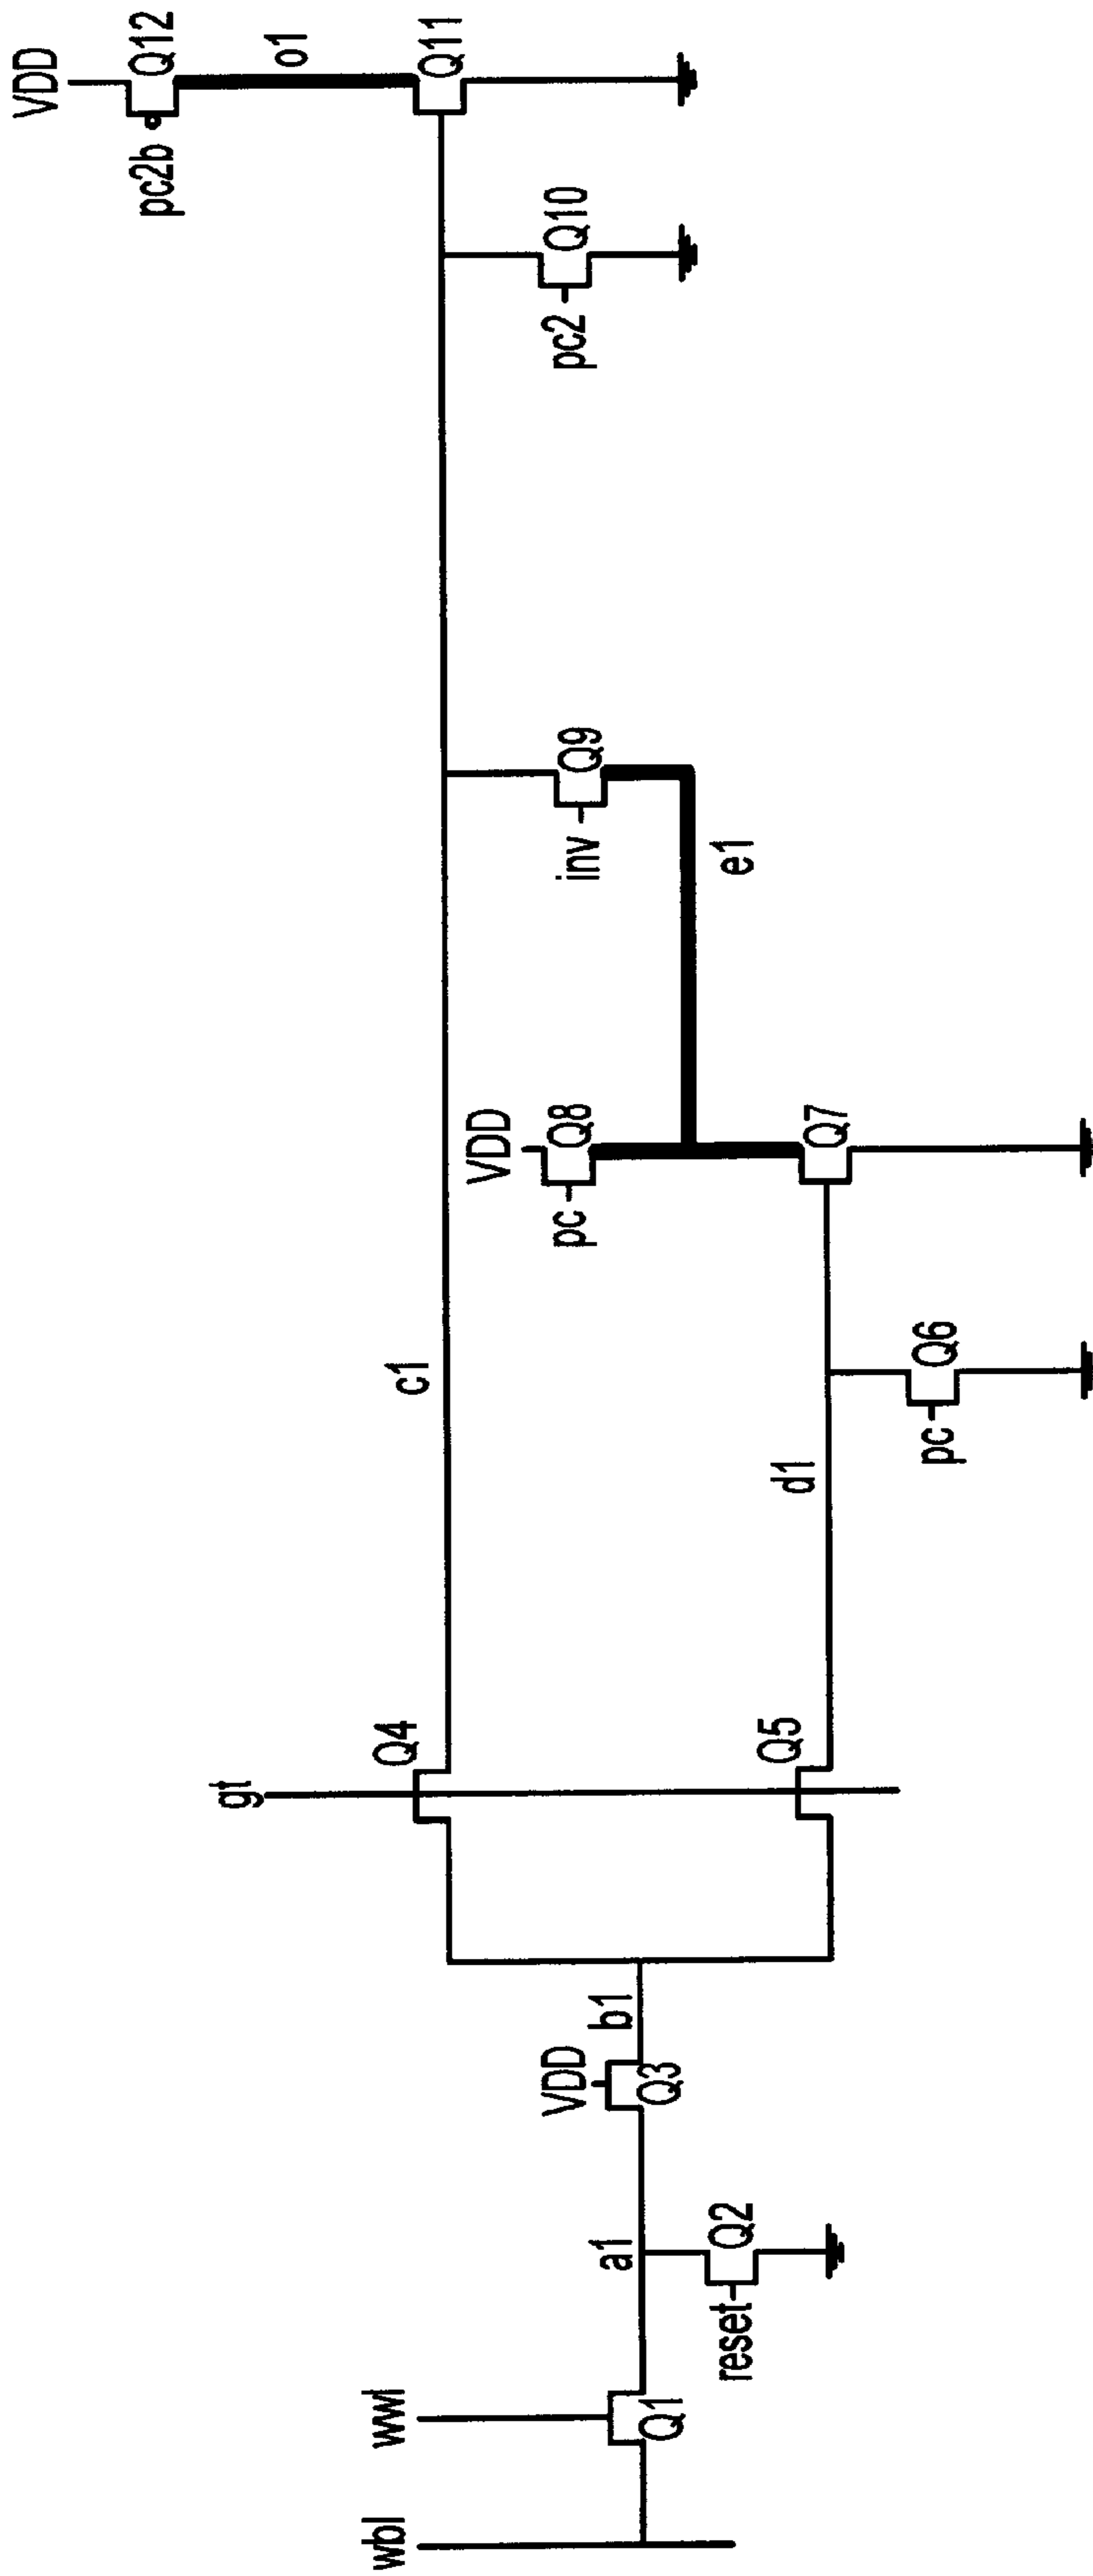 wbl
wwl
Q1
a1
reset
Q2
VDD
Q3
b1
gt
Q4
Q5
c1
d1
pc
Q6
VDD
pc
Q8
Q7
e1
inv
Q9
pc2
Q10
VDD
pc2b
Q12
o1
Q11